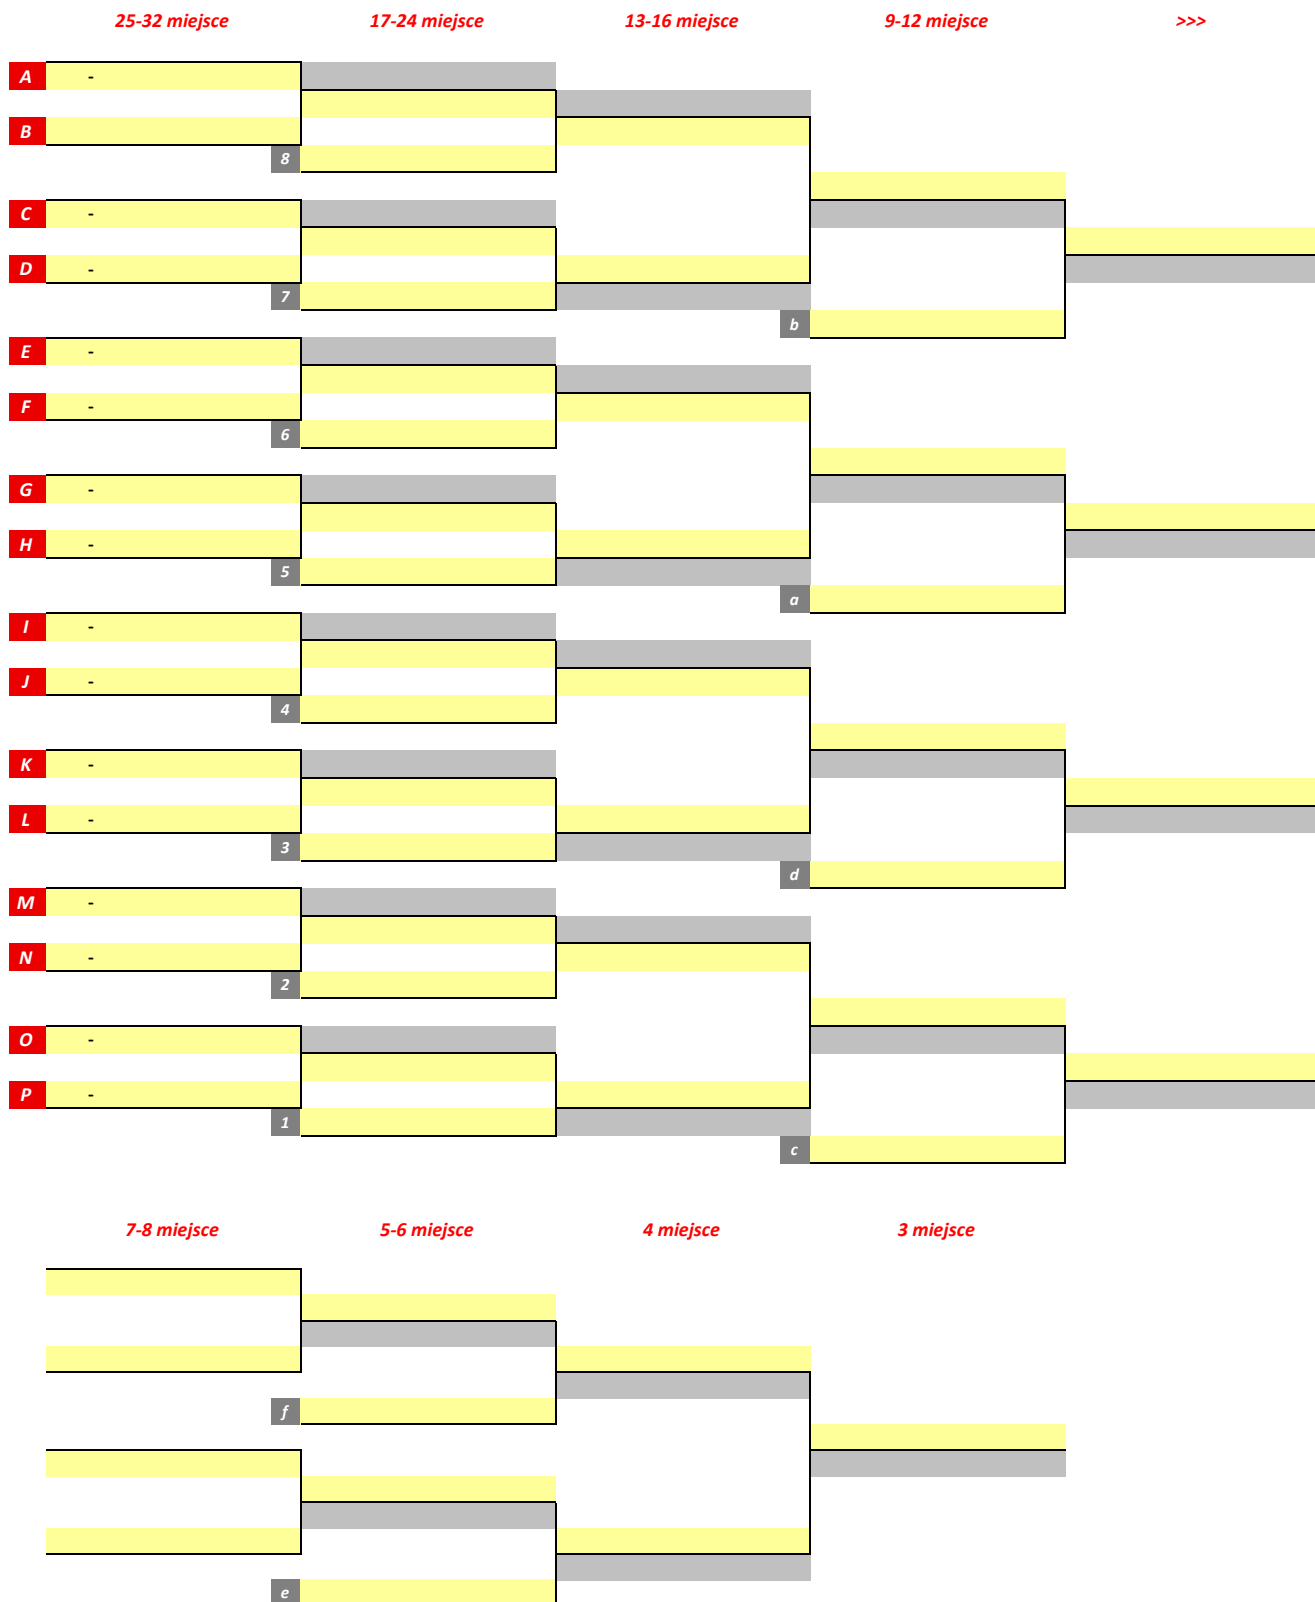 25-32 miejsce 17-24 miejsce 13-16 miejsce 9-12 miejsce >>>
A -
B
8
C -
D -
7
b
E -
F -
6
G -
H -
5
a
I -
J -
4
K -
L -
3
d
M -
N -
2
O -
P -
1
c
7-8 miejsce 5-6 miejsce 4 miejsce 3 miejsce
f
e